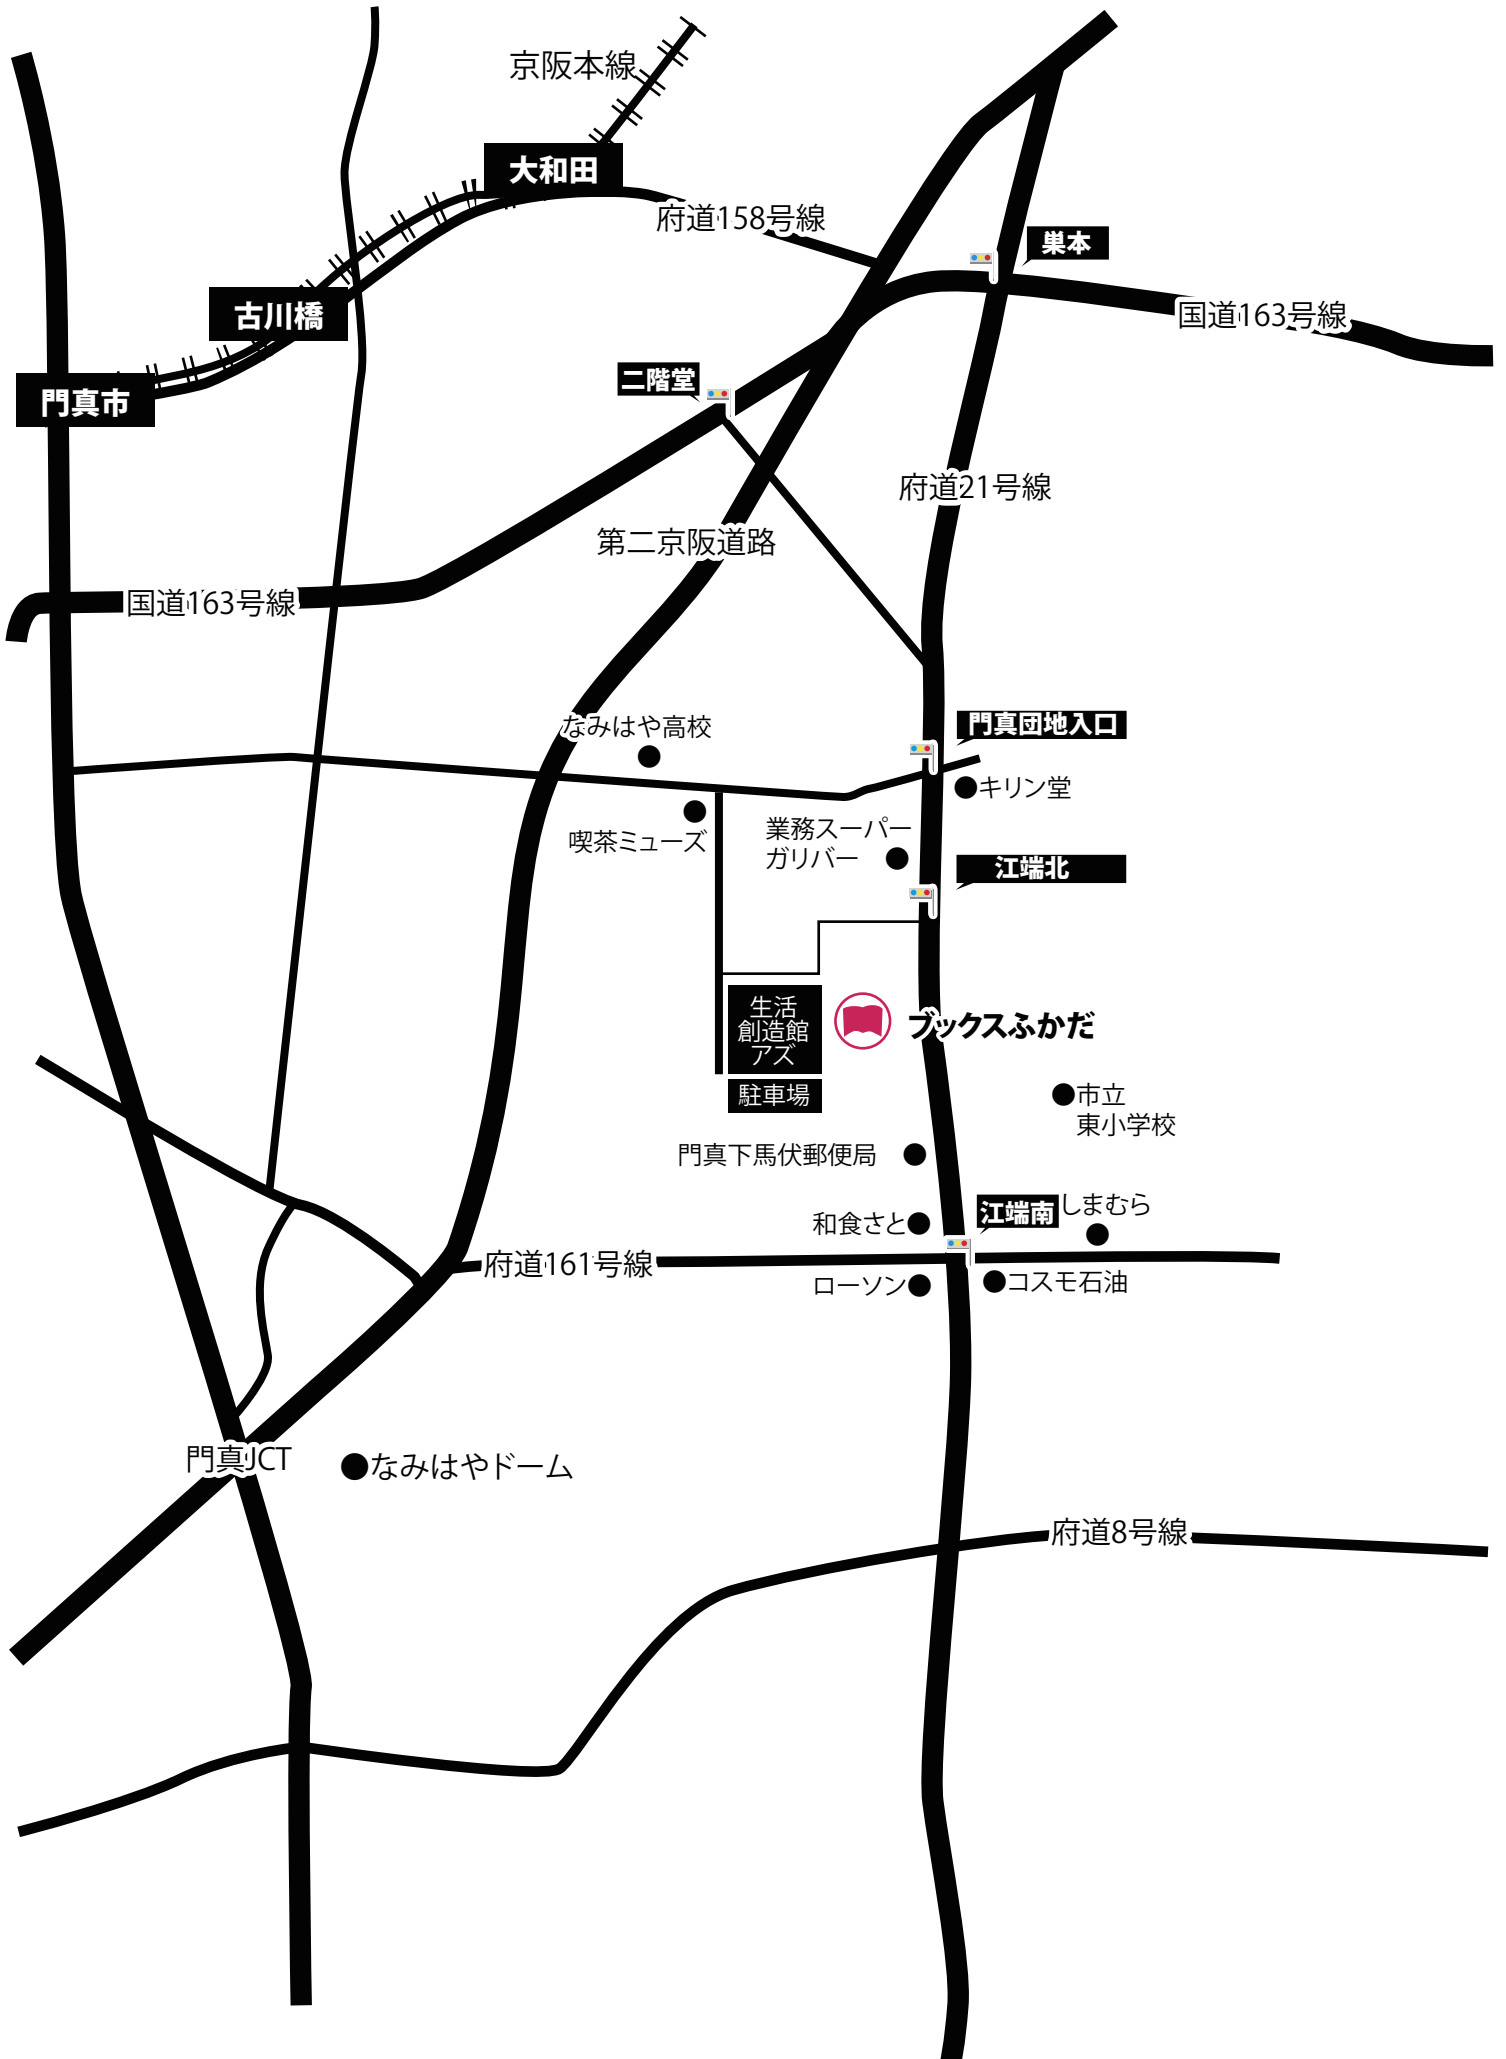 京阪本線
大和田
府道158号線
巣本
古川橋
国道163号線
二階堂
門真市
府道21号線
第二京阪道路
国道163号線
なみはや高校
門真団地入口
キリン堂
喫茶ミューズ
業務スーパー
ガリバー
江端北
生活
創造館
アズ
ブックスふかだ
駐車場
市立
東小学校
門真下馬伏郵便局
和食さと
江端南
しまむら
府道161号線
ローソン
コスモ石油
門真JCT
なみはやドーム
府道8号線